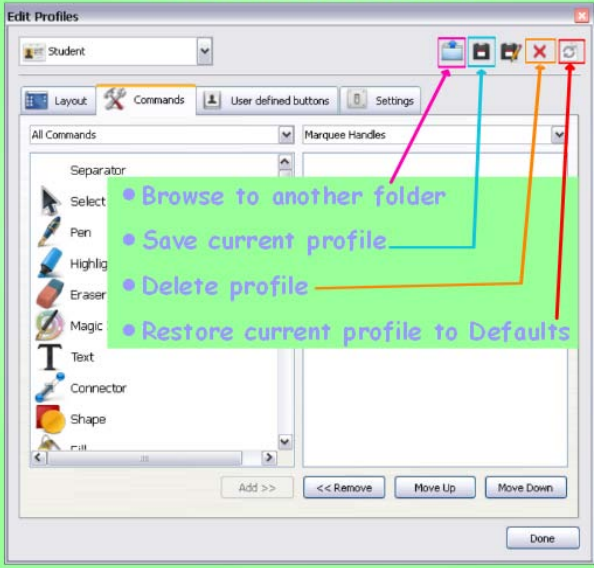 Edit Profiles
Student
Layout
Commands
User defined buttons
Settings
All Commands
Marquee Handles
Separator
Select
Pen
Highlig
Eraser
Magic
Text
Connector
Shape
Fill
• Browse to another folder
• Save current profile
• Delete profile
• Restore current profile to Defaults
Add >>
<< Remove
Move Up
Move Down
Done